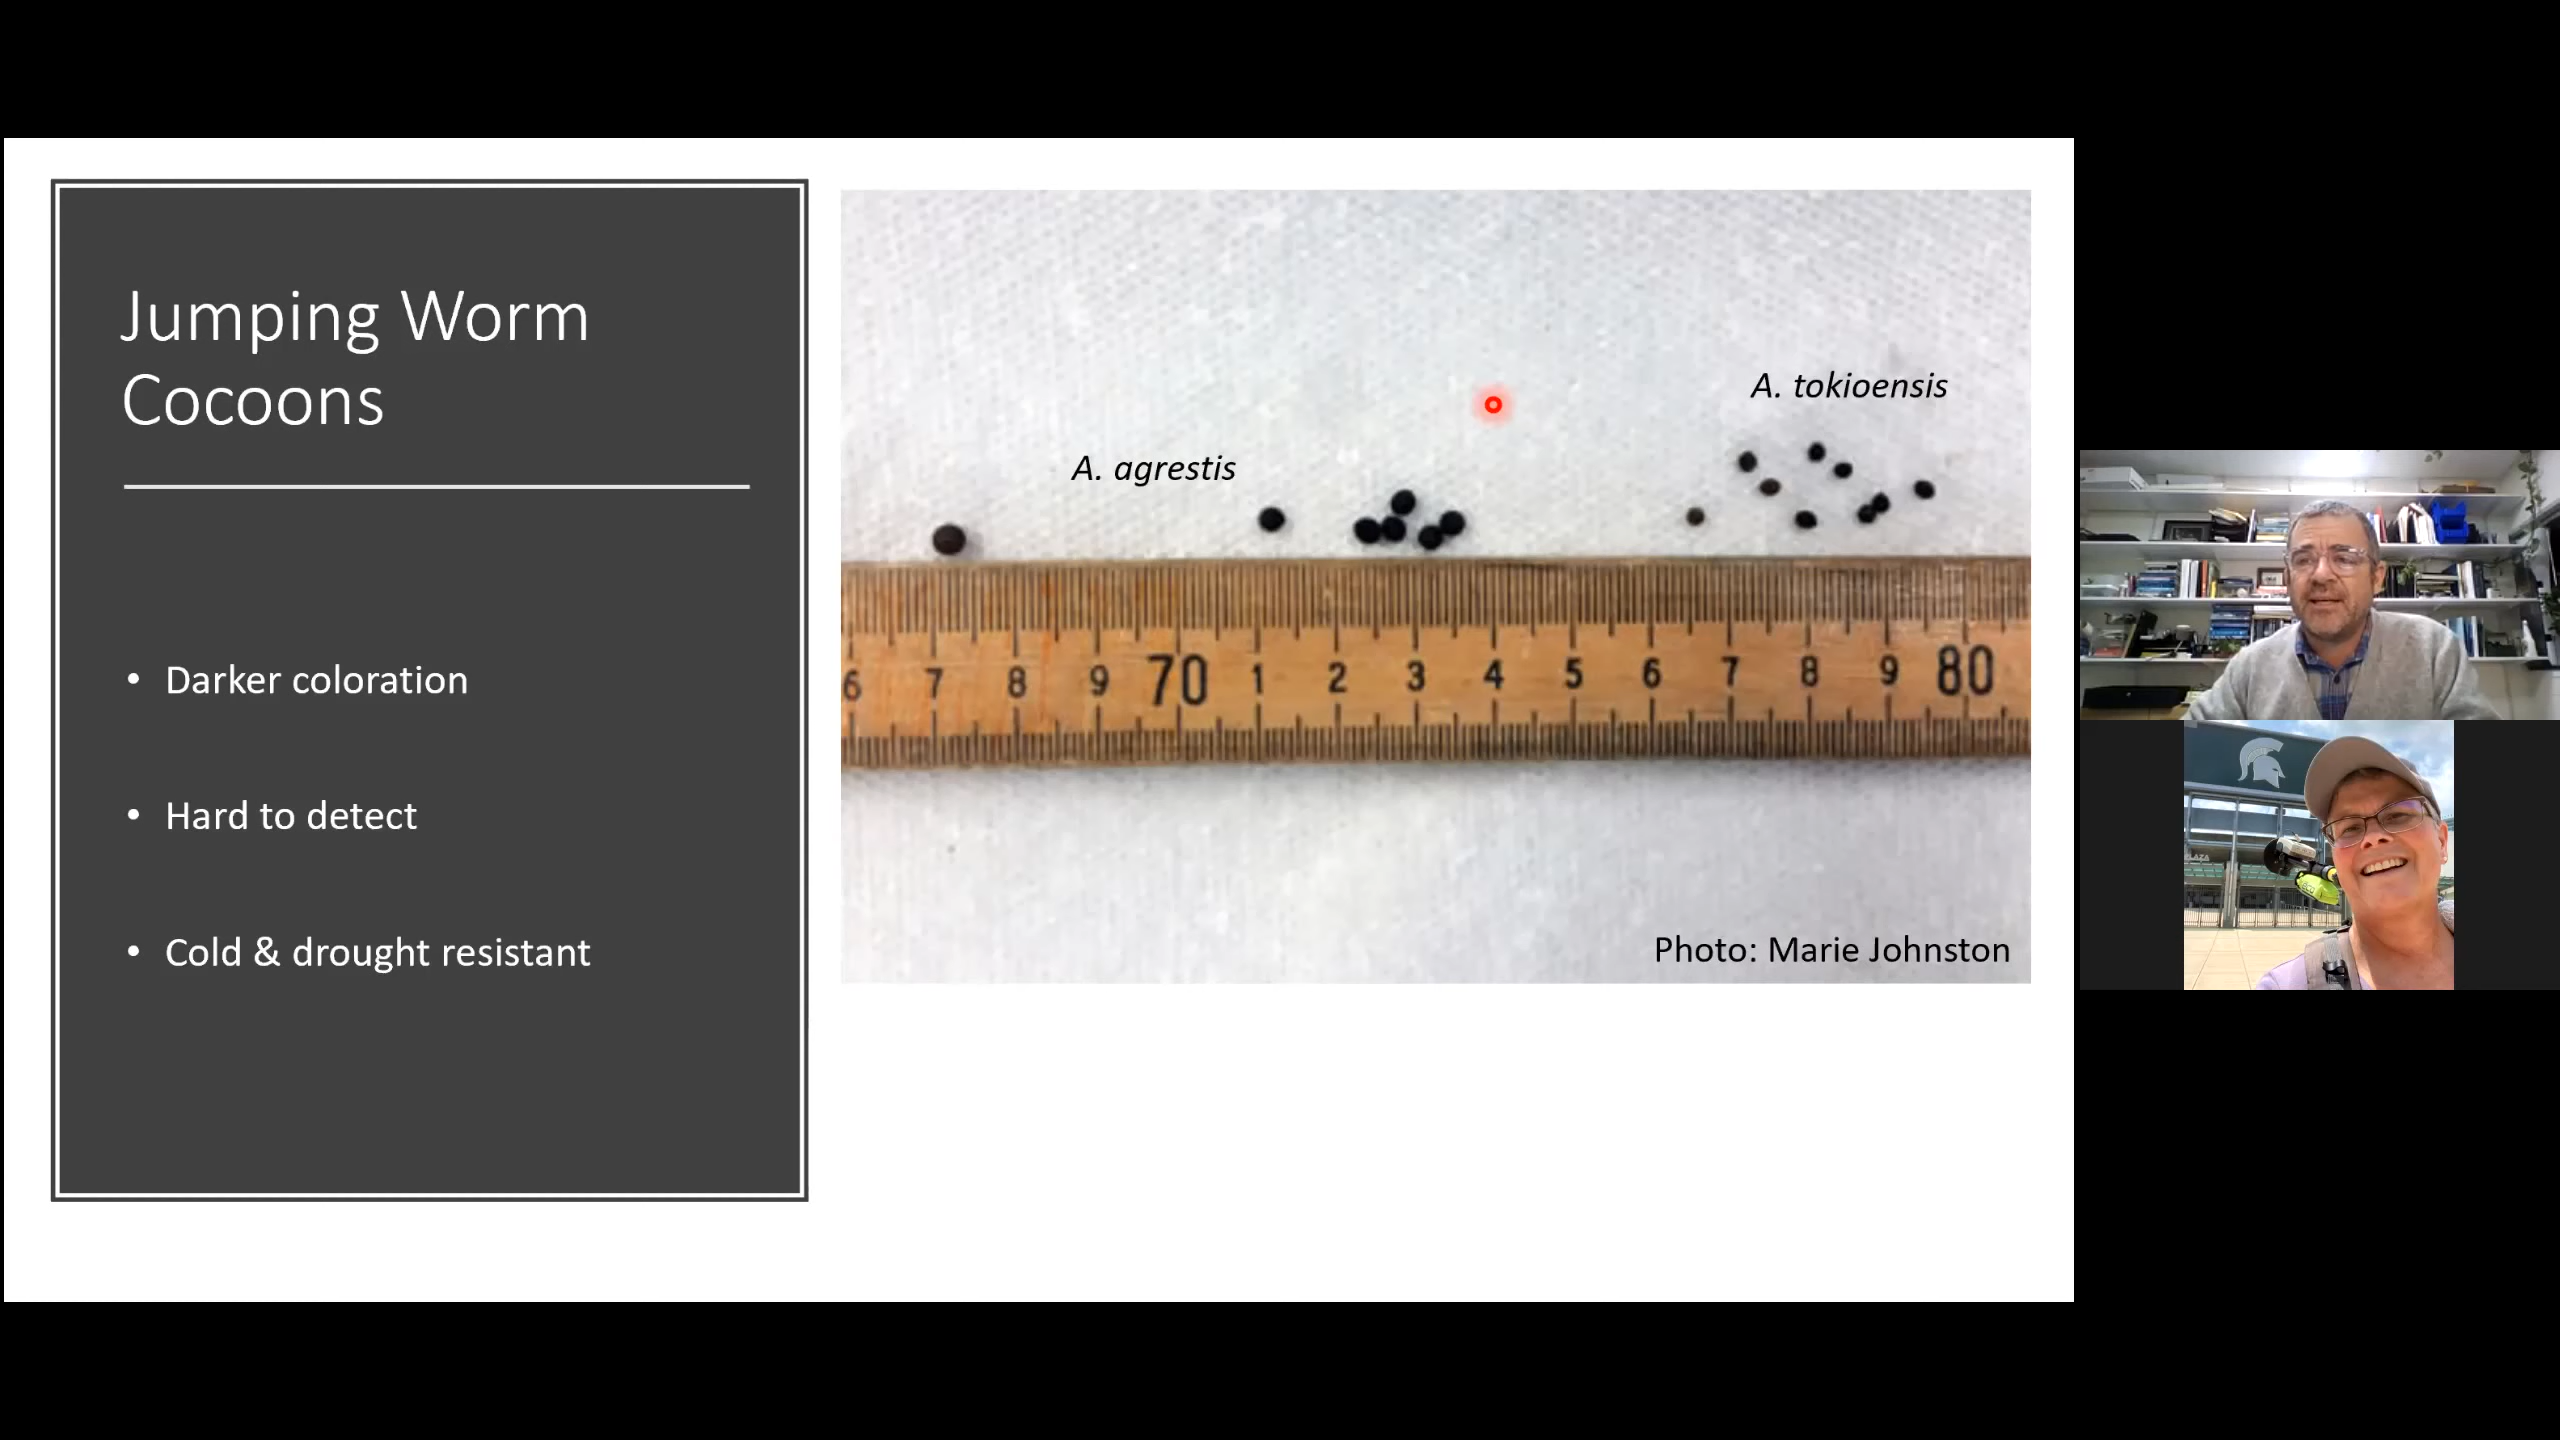 Jumping Worm
Cocoons
• Darker coloration
• Hard to detect
• Cold & drought resistant
A. agrestis
A. tokioensis
6 7 8 9 70 1 2 3 4 5 6 7 8 9 80
Photo: Marie Johnston